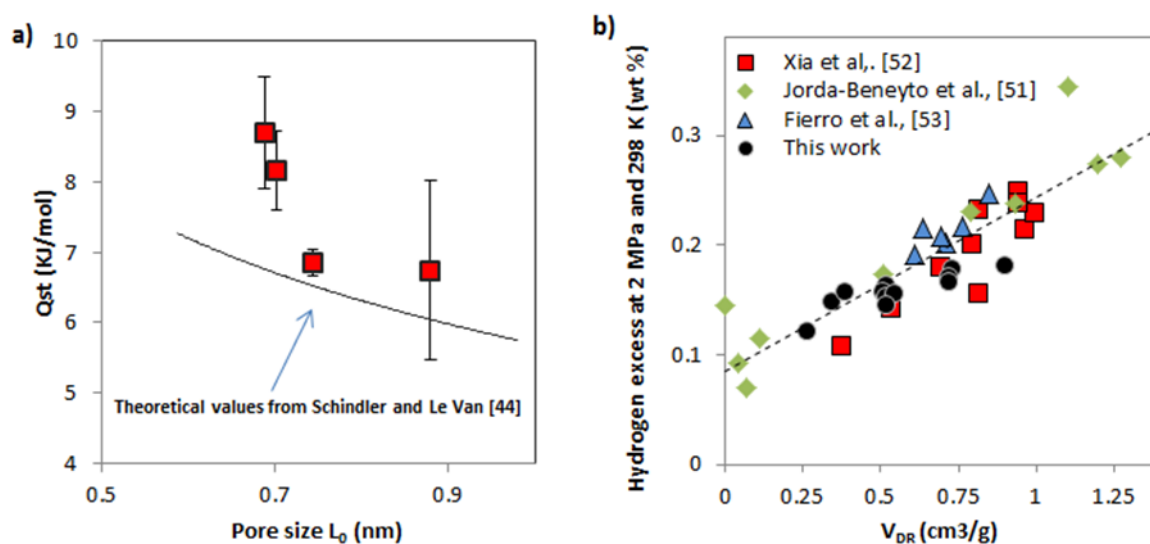 a)
10
9
8
7
6
5
4
Qst (KJ/mol)
Theoretical values from Schindler and Le Van [44]
0.5
0.7
0.9
Pore size L₀ (nm)
b)
Hydrogen excess at 2 MPa and 298 K (wt %)
Xia et al,. [52]
Jorda-Beneyto et al., [51]
Fierro et al., [53]
This work
0.3
0.2
0.1
0
0
0.25
0.5
0.75
1
1.25
V_DR (cm3/g)